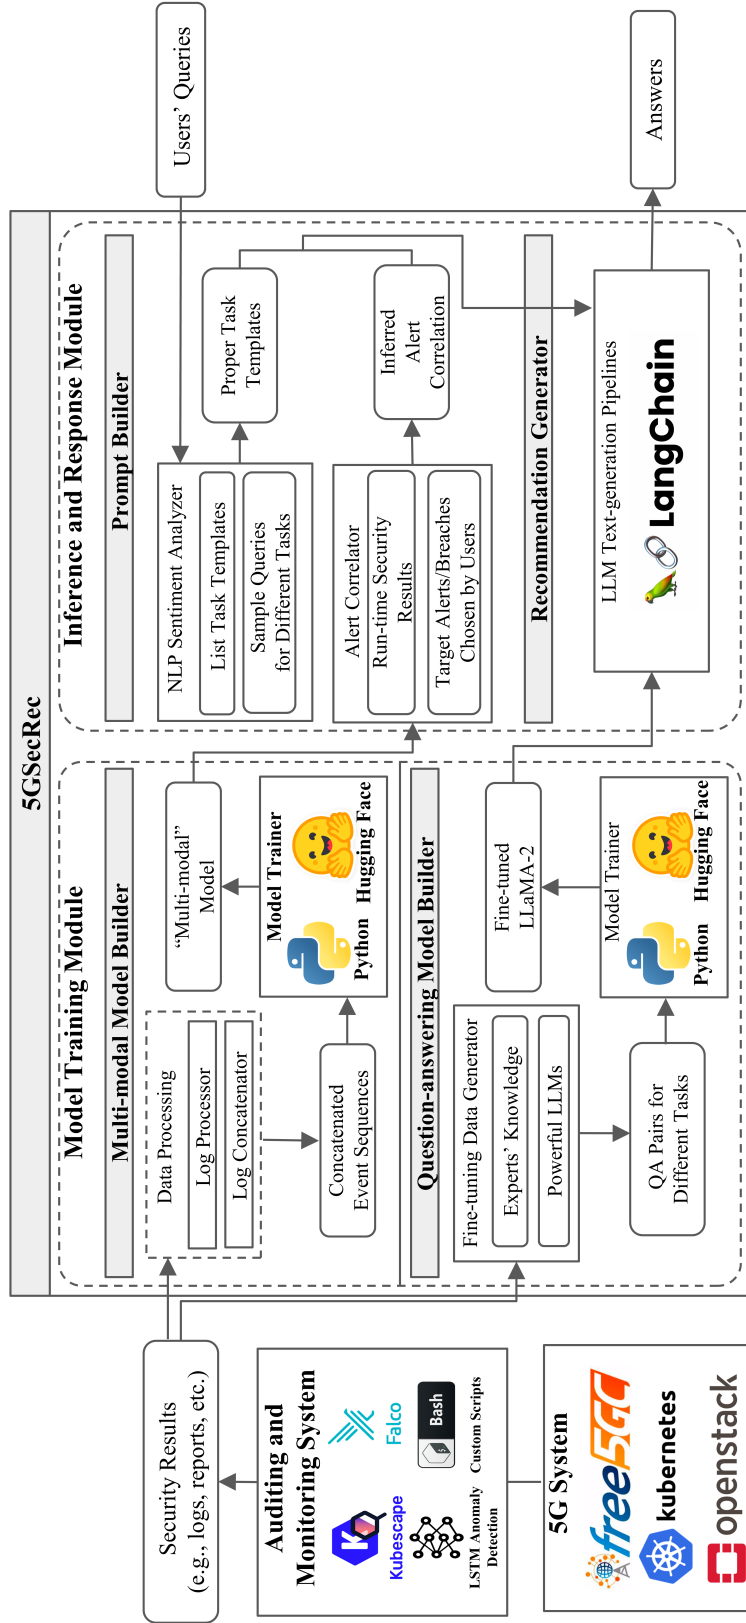 5GSecRec
Model Training Module
Multi-modal Model Builder
Security Results
(e.g., logs, reports, etc.)
Data Processing
Log Processor
Log Concatenator
Concatenated
Event Sequences
“Multi-modal”
Model
Model Trainer
Python
Hugging Face
Question-answering Model Builder
Fine-tuning Data Generator
Experts’ Knowledge
Powerful LLMs
QA Pairs for
Different Tasks
Fine-tuned
LLaMA-2
Model Trainer
Python
Hugging Face
Auditing and
Monitoring System
Kubescape
Falco
LSTM Anomaly
Detection
Bash
Custom Scripts
5G System
free5GC
kubernetes
openstack
Inference and Response Module
Prompt Builder
NLP Sentiment Analyzer
List Task Templates
Sample Queries
for Different Tasks
Proper Task
Templates
Alert Correlator
Run-time Security
Results
Target Alerts/Breaches
Chosen by Users
Inferred
Alert
Correlation
Recommendation Generator
LLM Text-generation Pipelines
LangChain
Users’ Queries
Answers